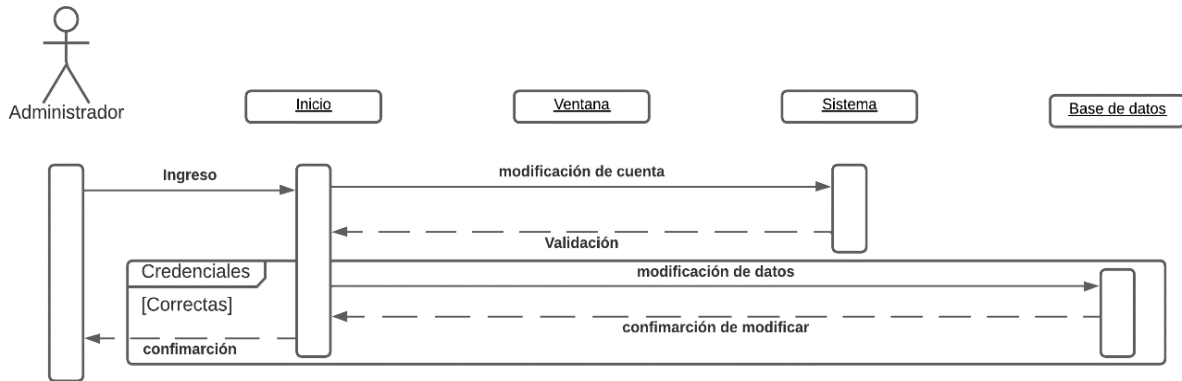 Administrador
Inicio
Ventana
Sistema
Base de datos
Ingreso
modificación de cuenta
Validación
Credenciales
modificación de datos
[Correctas]
confimarción de modificar
confimarción